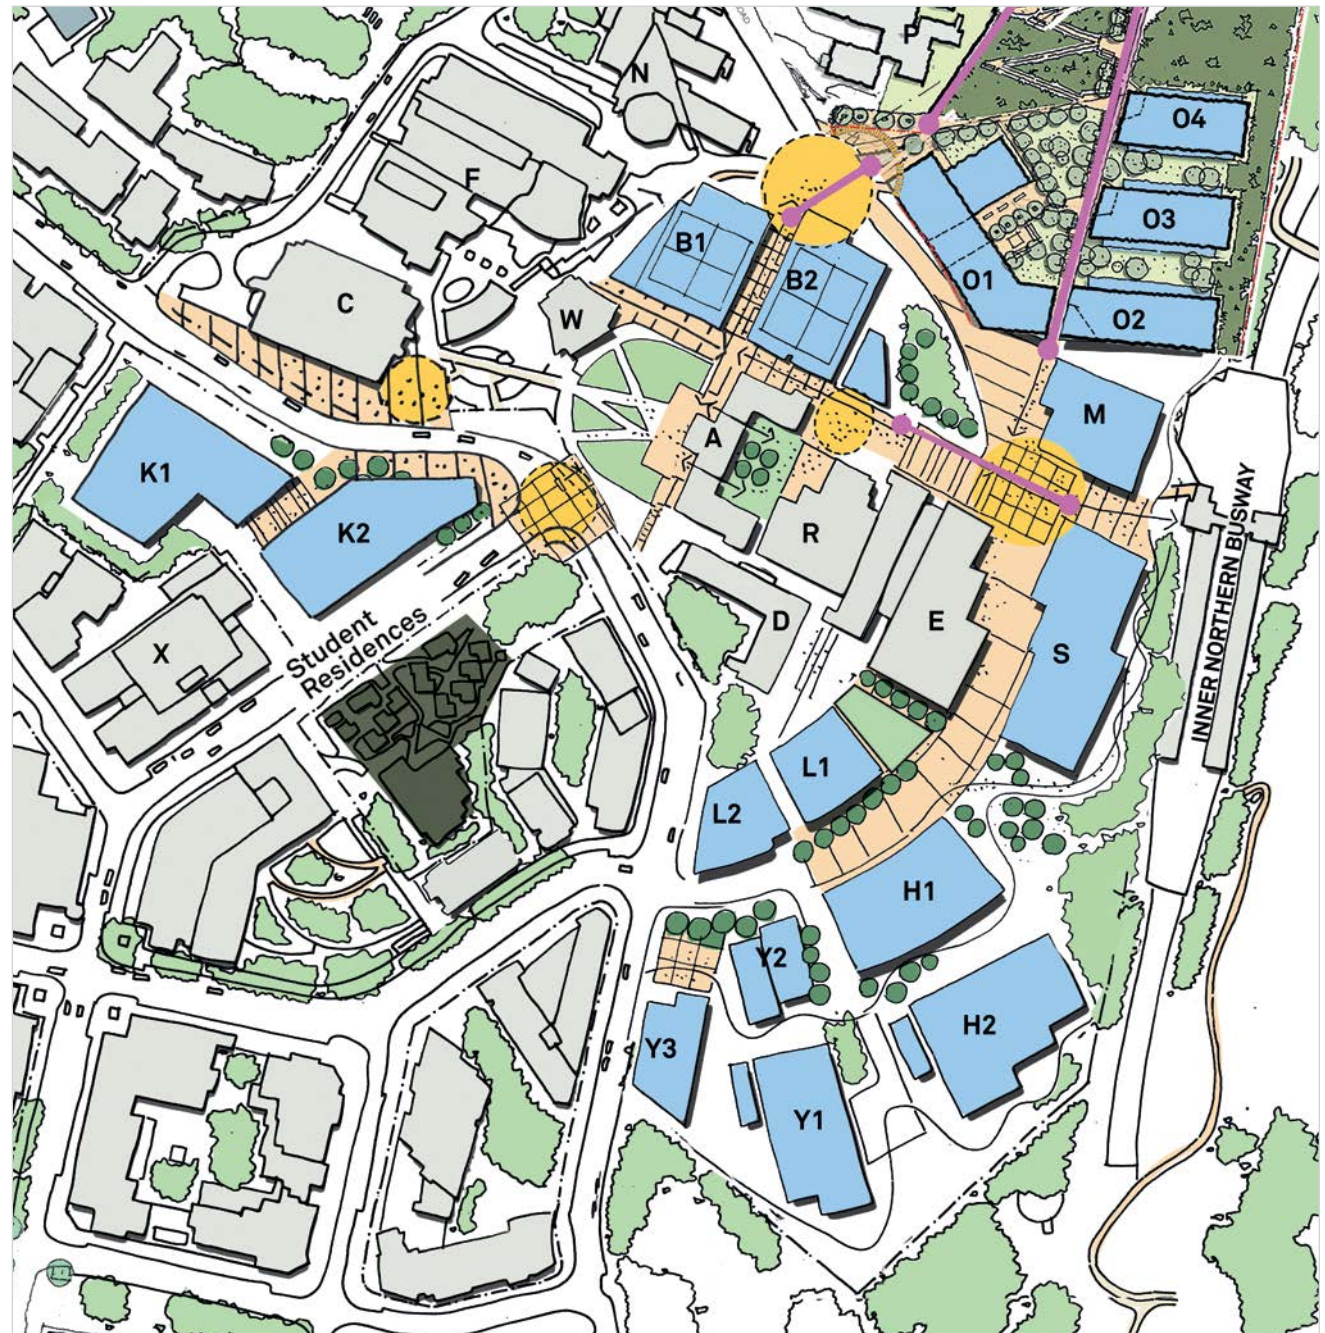 OAD
P
N
O4
F
O3
B1
B2
O1
O2
C
W
A
M
K1
K2
R
INNER NORTHERN BUSWAY
Student
Residences
X
D
E
S
L1
L2
H1
Y2
H2
Y3
Y1